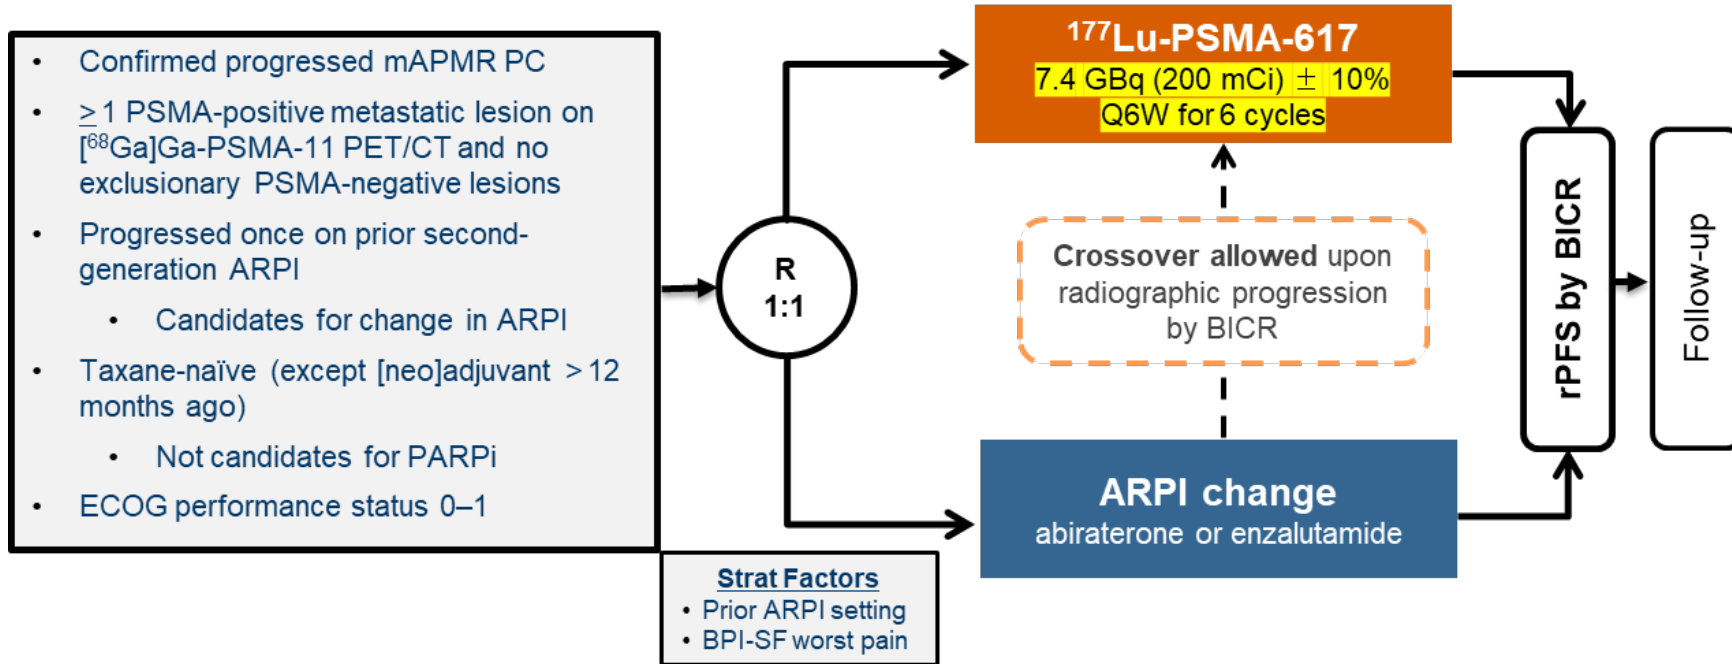 • Confirmed progressed mAPMR PC
• ≥ 1 PSMA-positive metastatic lesion on
[⁶⁸Ga]Ga-PSMA-11 PET/CT and no
exclusionary PSMA-negative lesions
• Progressed once on prior second-
generation ARPI
• Candidates for change in ARPI
• Taxane-naïve (except [neo]adjuvant > 12
months ago)
• Not candidates for PARPi
• ECOG performance status 0–1
R
1:1
Strat Factors
• Prior ARPI setting
• BPI-SF worst pain
¹⁷⁷Lu-PSMA-617
7.4 GBq (200 mCi) ± 10%
Q6W for 6 cycles
Crossover allowed upon
radiographic progression
by BICR
ARPI change
abiraterone or enzalutamide
rPFS by BICR
Follow-up